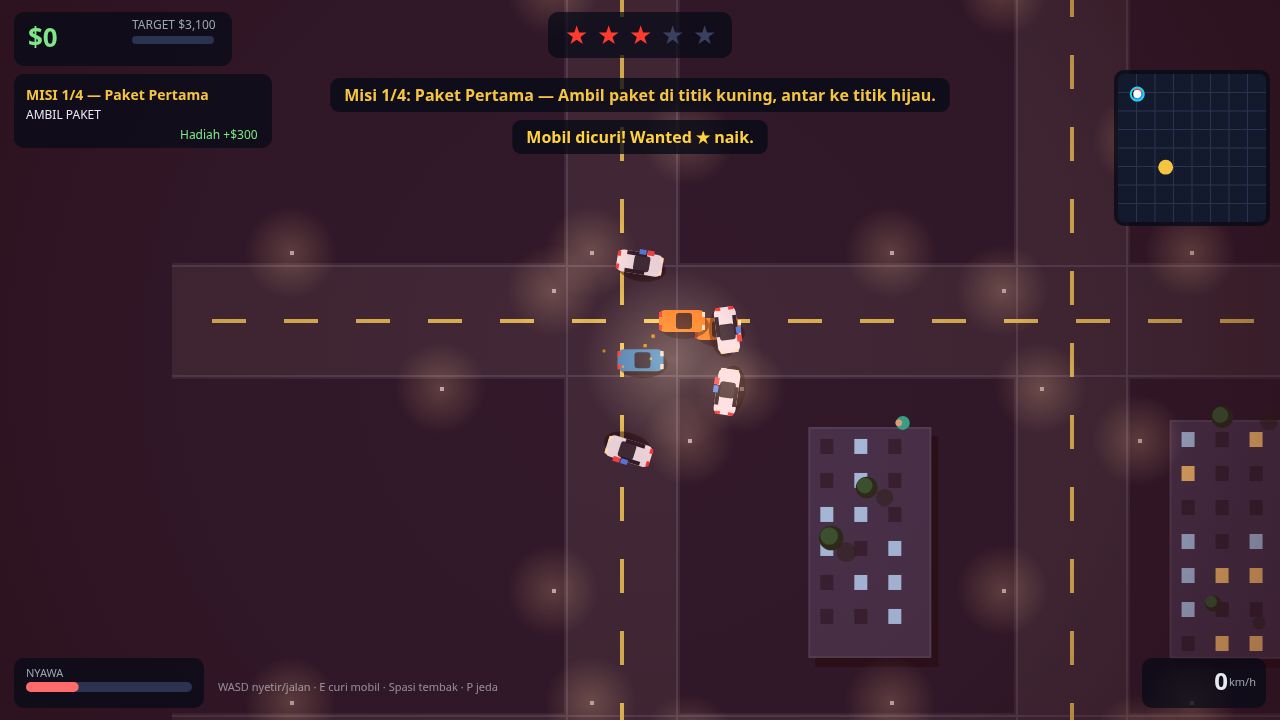 $0
TARGET $3,100
★★★★★
MISI 1/4 — Paket Pertama
AMBIL PAKET
Hadiah +$300
Misi 1/4: Paket Pertama — Ambil paket di titik kuning, antar ke titik hijau.
Mobil dicuri! Wanted ★ naik.
NYAWA
WASD nyetir/jalan · E curi mobil · Spasi tembak · P jeda
0 km/h